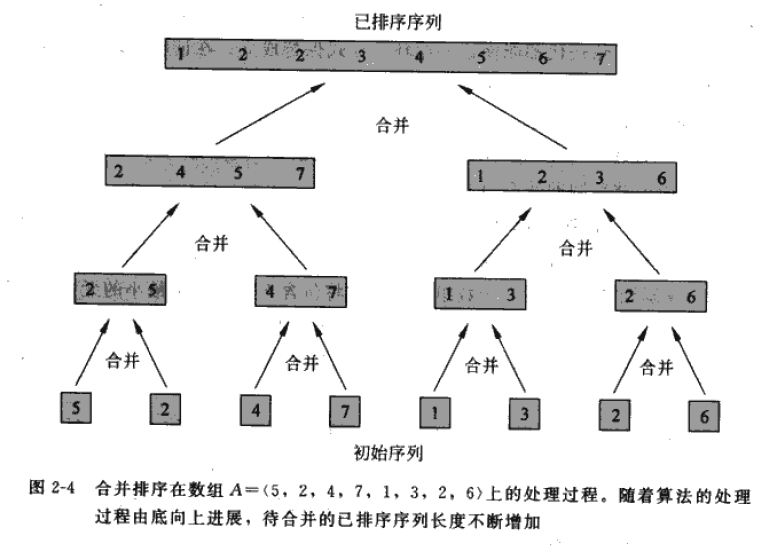 已排序序列
1 2 2 3 4 5 6 7
合并
2 4 5 7
1 2 3 6
合并
合并
2 5
4 7
1 3
2 6
合并
合并
合并
合并
5
2
4
7
1
3
2
6
初始序列
图 2-4 合并排序在数组 A=〈5, 2, 4, 7, 1, 3, 2, 6〉上的处理过程。随着算法的处理
过程由底向上进展，待合并的已排序序列长度不断增加